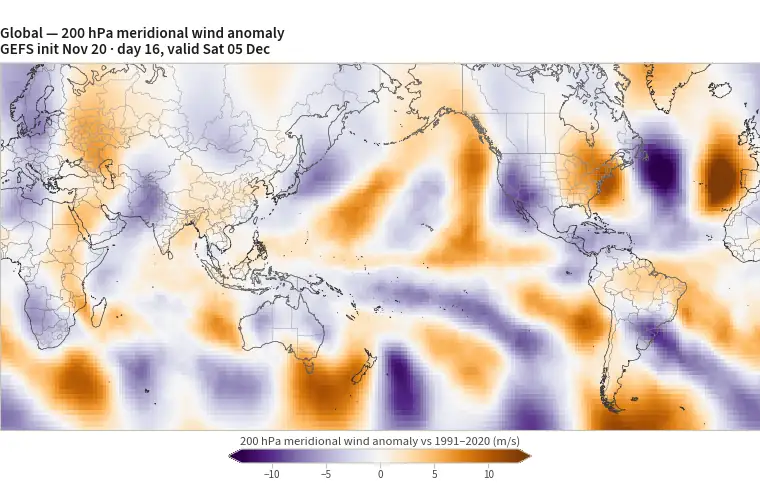 Global — 200 hPa meridional wind anomaly
GEFS init Nov 20 · day 16, valid Sat 05 Dec
200 hPa meridional wind anomaly vs 1991–2020 (m/s)
−10 −5 0 5 10